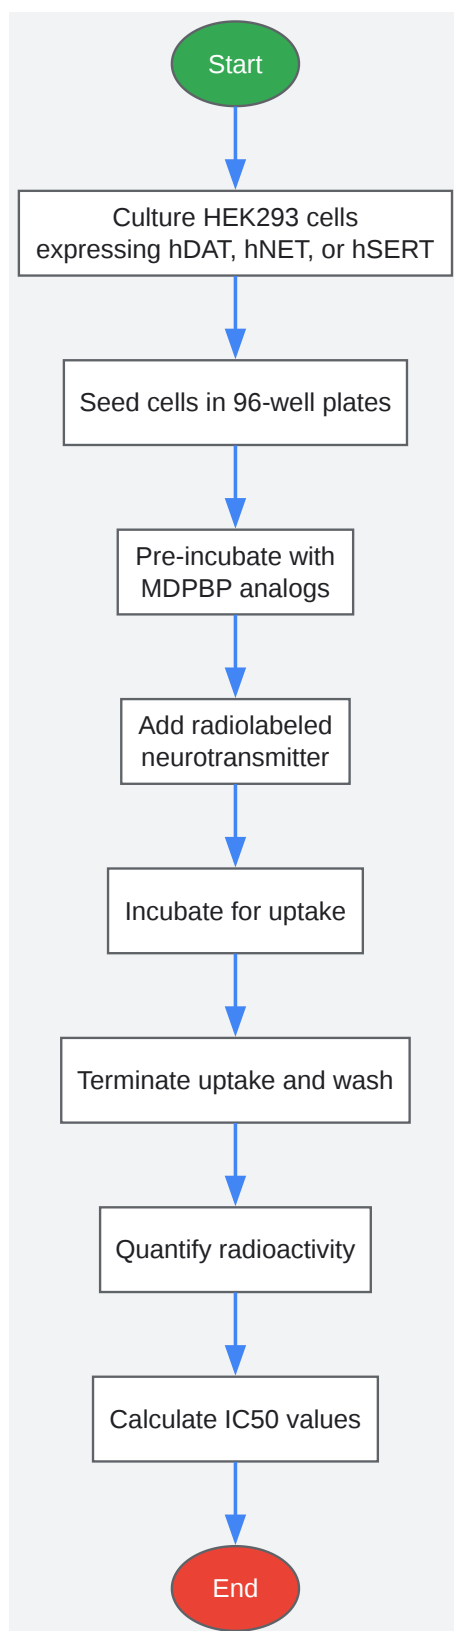 Start
Culture HEK293 cells
expressing hDAT, hNET, or hSERT
Seed cells in 96-well plates
Pre-incubate with
MDPBP analogs
Add radiolabeled
neurotransmitter
Incubate for uptake
Terminate uptake and wash
Quantify radioactivity
Calculate IC50 values
End